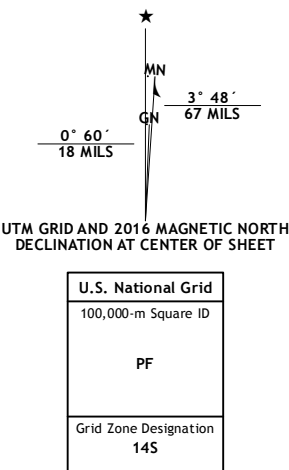 ★
MN
3° 48´
67 MILS
GN
0° 60´
18 MILS
UTM GRID AND 2016 MAGNETIC NORTH
DECLINATION AT CENTER OF SHEET
U.S. National Grid
100,000-m Square ID
PF
Grid Zone Designation
14S